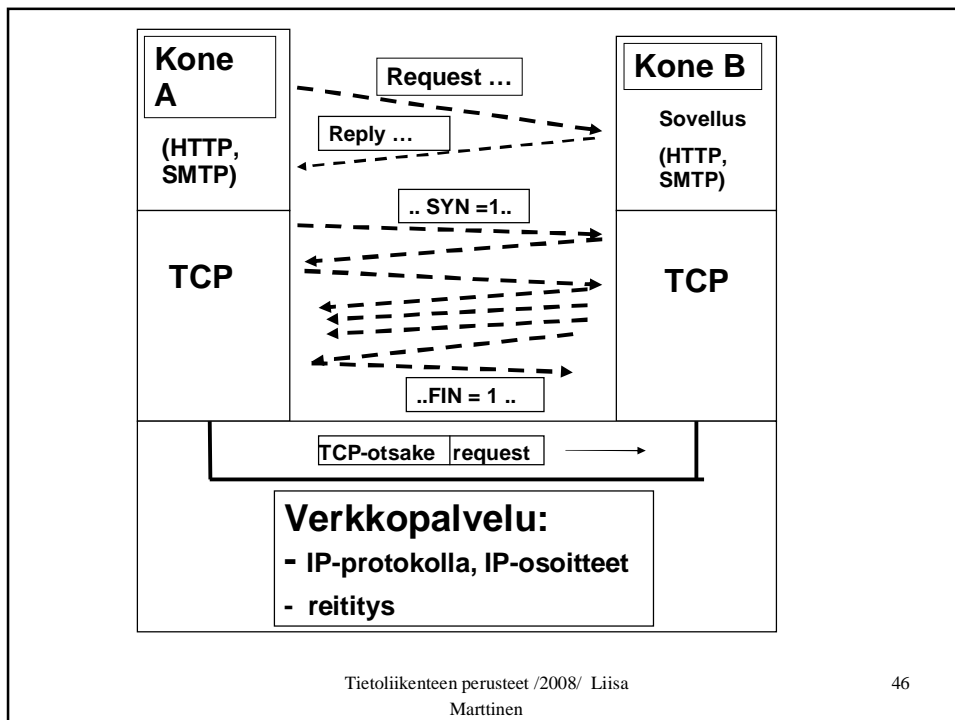 Kone
A
(HTTP,
SMTP)
Request …
Reply …
Kone B
Sovellus
(HTTP,
SMTP)
.. SYN =1..
TCP
TCP
..FIN = 1 ..
TCP-otsake request
Verkkopalvelu:
- IP-protokolla, IP-osoitteet
- reititys
Tietoliikenteen perusteet /2008/ Liisa
Marttinen
46